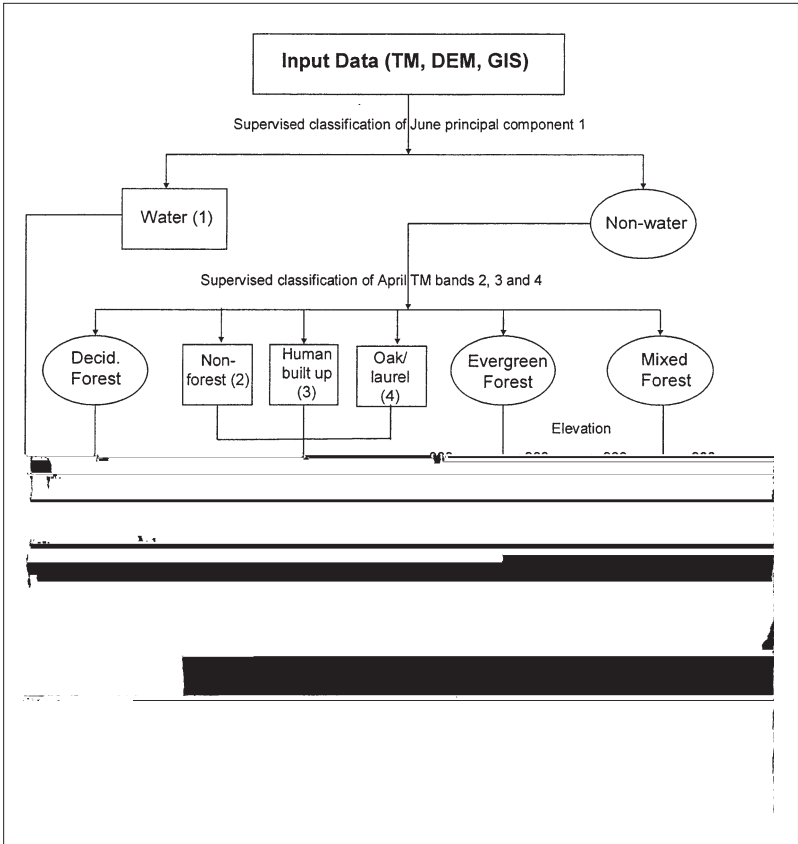 Input Data (TM, DEM, GIS)
Supervised classification of June principal component 1
Water (1)
Non-water
Supervised classification of April TM bands 2, 3 and 4
Decid.
Forest
Non-
forest (2)
Human
built up
(3)
Oak/
laurel
(4)
Evergreen
Forest
Mixed
Forest
Elevation